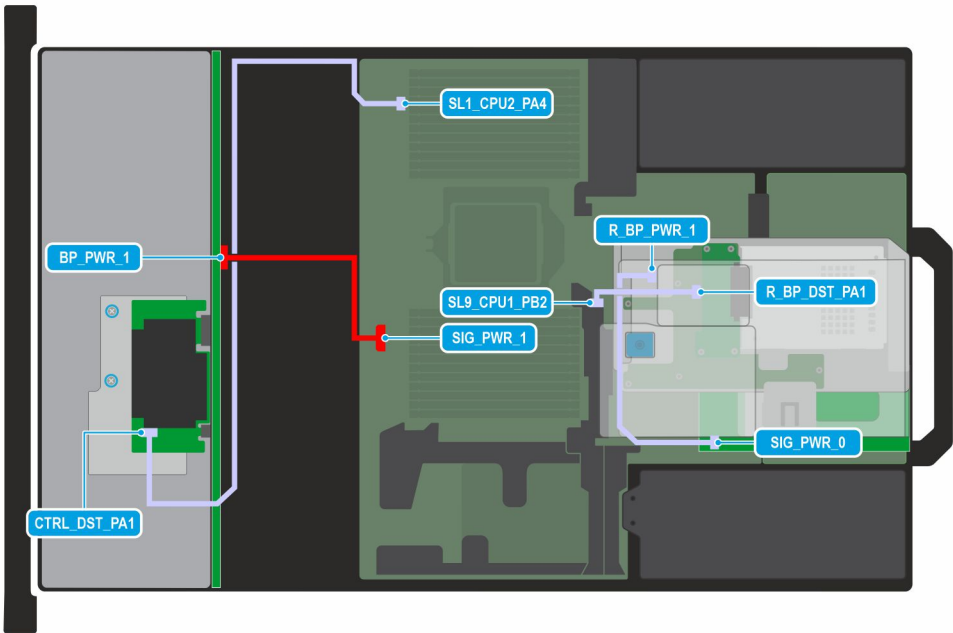 SL1_CPU2_PA4
R_BP_PWR_1
BP_PWR_1
R_BP_DST_PA1
SL9_CPU1_PB2
SIG_PWR_1
SIG_PWR_0
CTRL_DST_PA1